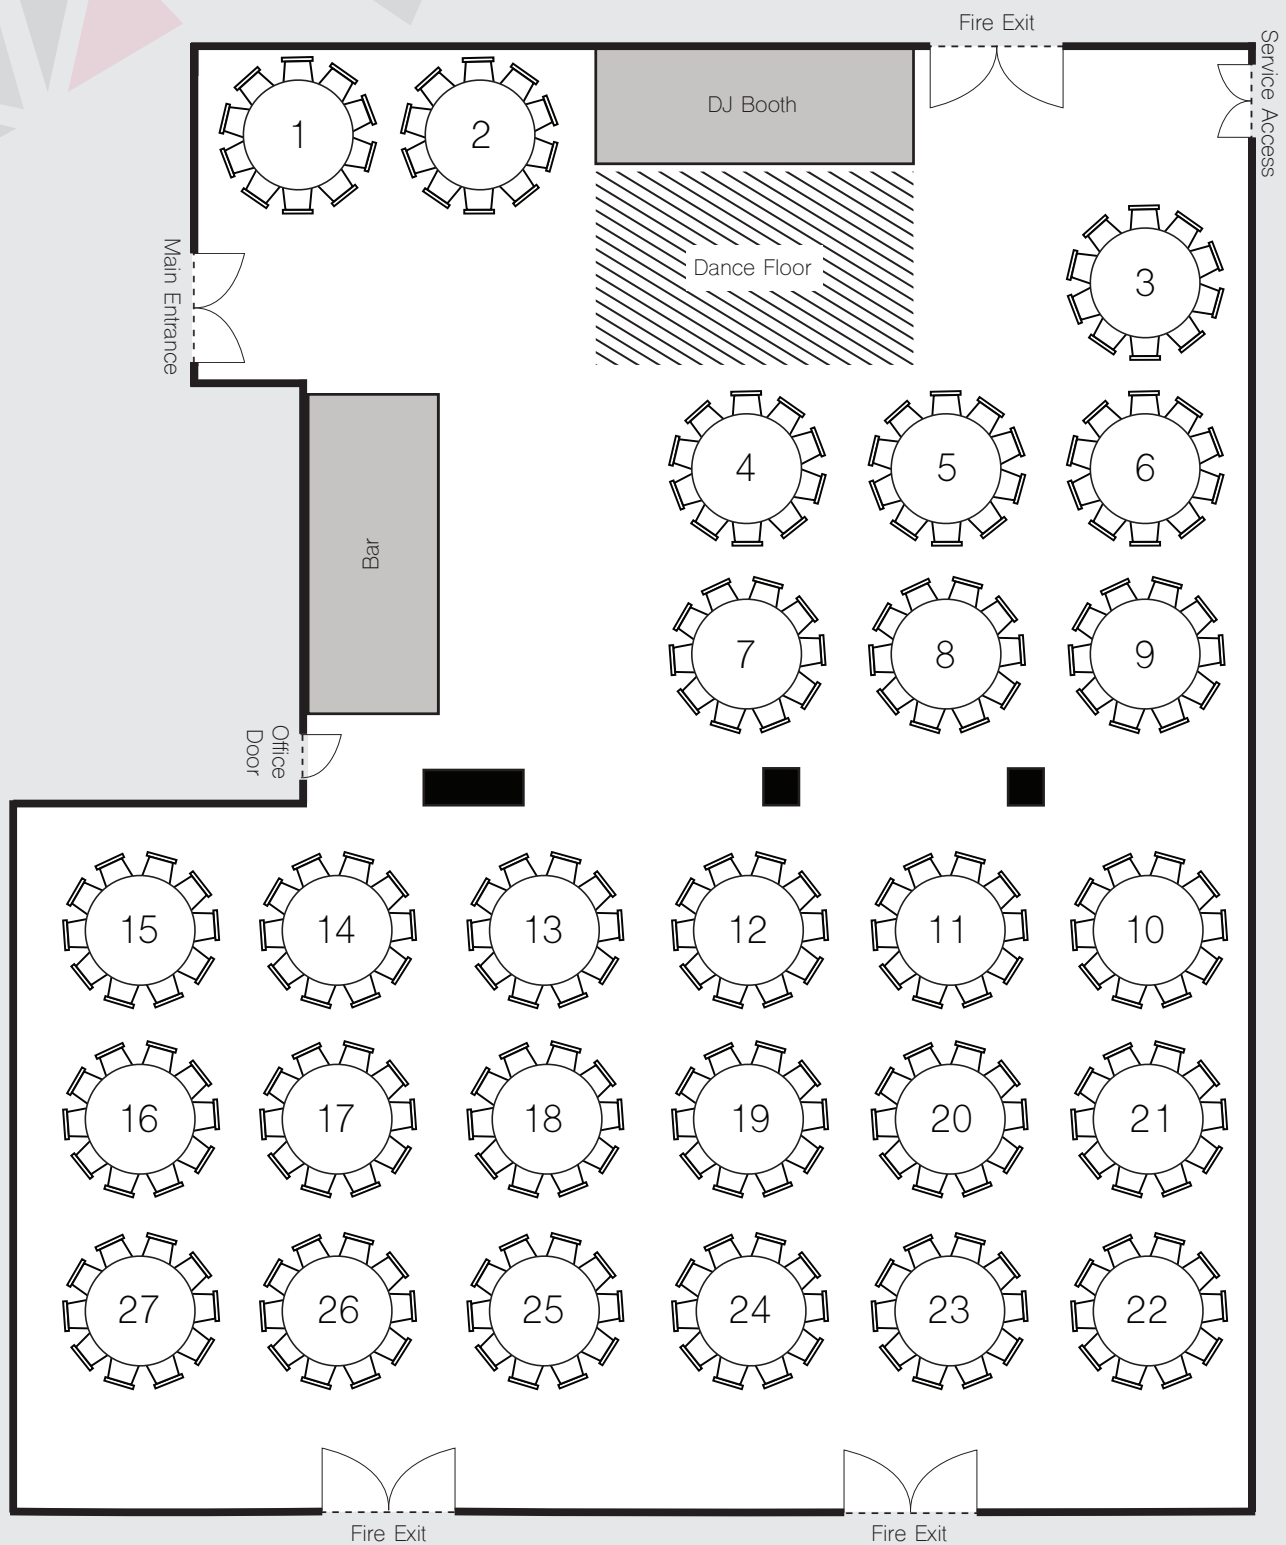 Fire Exit
Service Access
DJ Booth
1
2
Main Entrance
Dance Floor
3
4
5
6
Bar
7
8
9
Office
Door
15
14
13
12
11
10
16
17
18
19
20
21
27
26
25
24
23
22
Fire Exit
Fire Exit